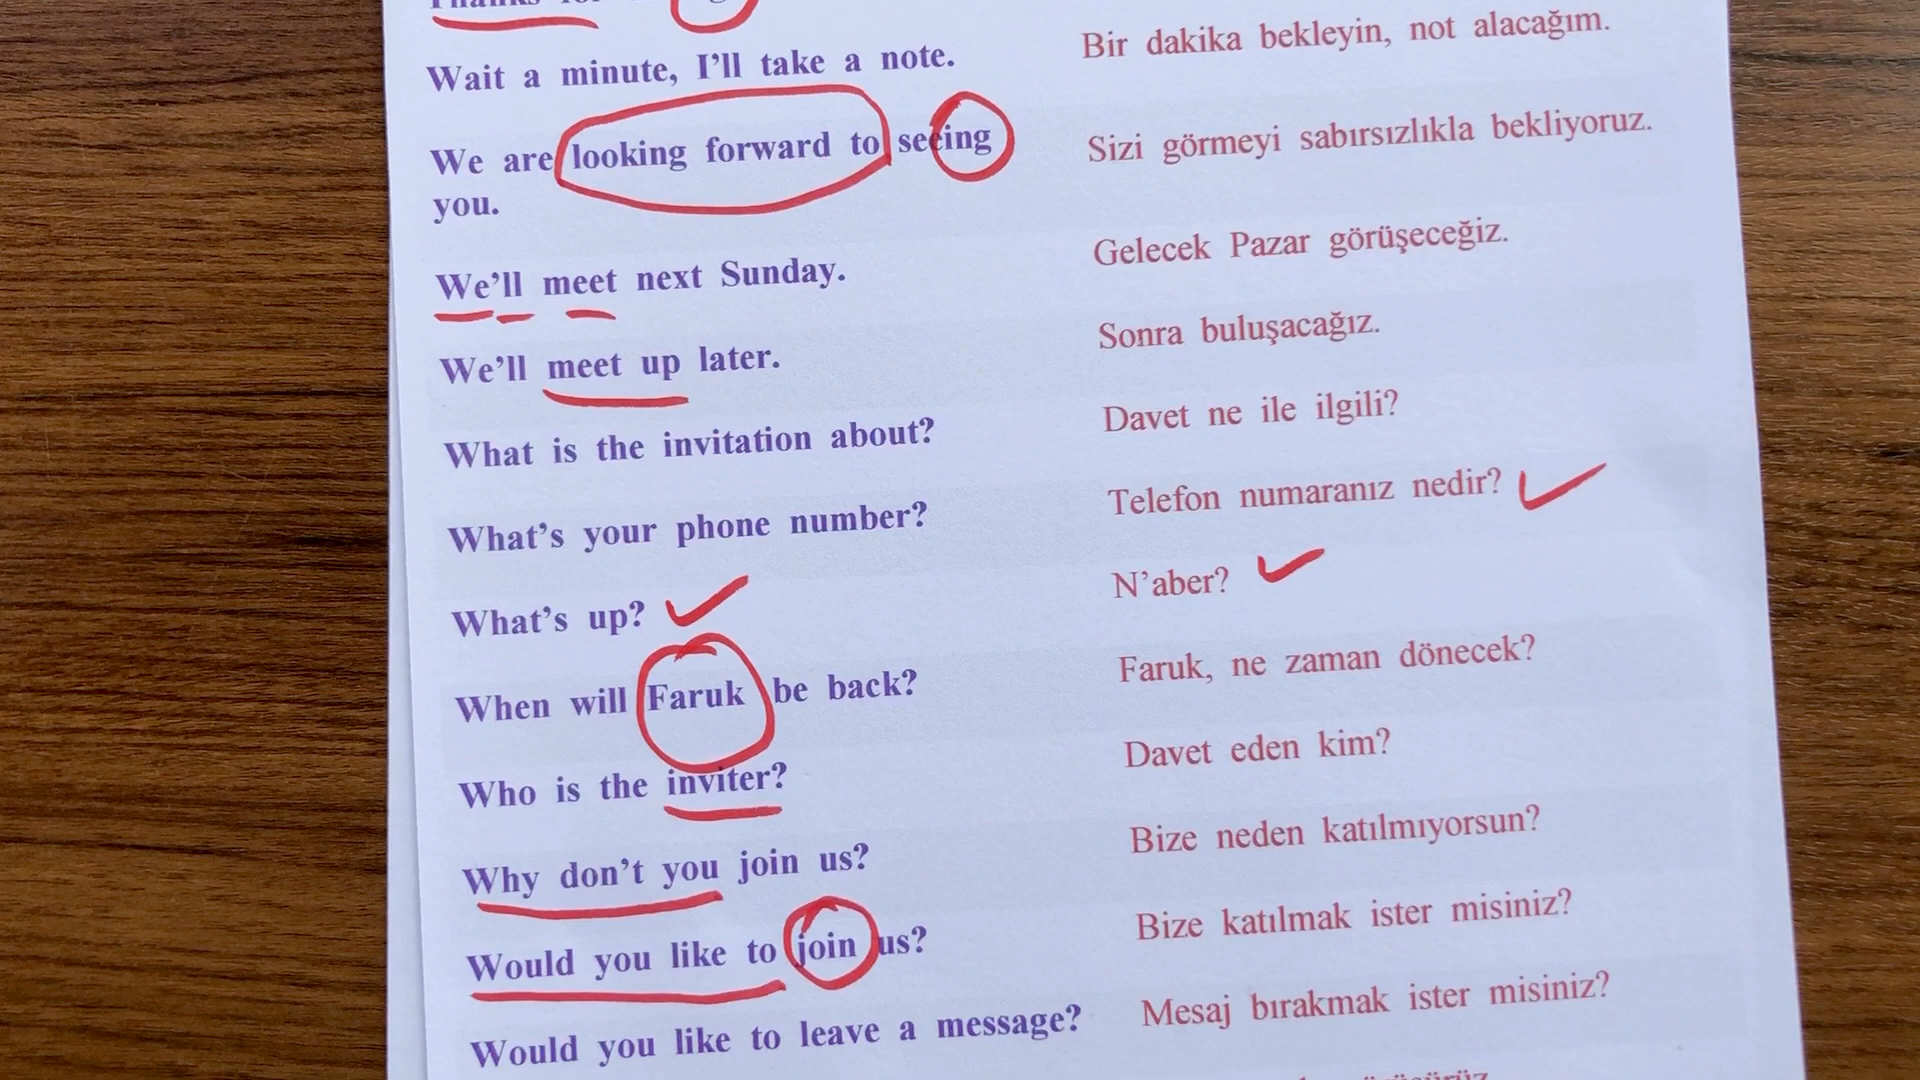 Thanks for
Wait a minute, I'll take a note. Bir dakika bekleyin, not alacağım.
We are looking forward to seeing Sizi görmeyi sabırsızlıkla bekliyoruz.
you.
We'll meet next Sunday. Gelecek Pazar görüşeceğiz.
We'll meet up later. Sonra buluşacağız.
What is the invitation about? Davet ne ile ilgili?
What's your phone number? Telefon numaranız nedir?
What's up? N'aber?
When will Faruk be back? Faruk, ne zaman dönecek?
Who is the inviter? Davet eden kim?
Why don't you join us? Bize neden katılmıyorsun?
Would you like to join us? Bize katılmak ister misiniz?
Would you like to leave a message? Mesaj bırakmak ister misiniz?